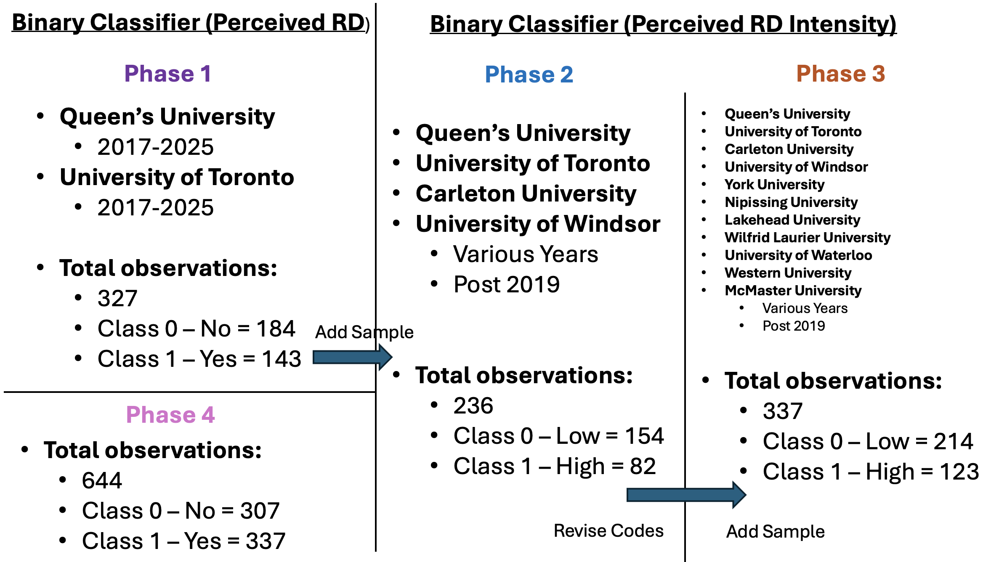 Binary Classifier (Perceived RD)
Phase 1
• Queen’s University
• 2017-2025
• University of Toronto
• 2017-2025
• Total observations:
• 327
• Class 0 – No = 184
• Class 1 – Yes = 143
Add Sample
Phase 4
• Total observations:
• 644
• Class 0 – No = 307
• Class 1 – Yes = 337
Binary Classifier (Perceived RD Intensity)
Phase 2
• Queen’s University
• University of Toronto
• Carleton University
• University of Windsor
• Various Years
• Post 2019
• Total observations:
• 236
• Class 0 – Low = 154
• Class 1 – High = 82
Revise Codes
Phase 3
• Queen’s University
• University of Toronto
• Carleton University
• University of Windsor
• York University
• Nipissing University
• Lakehead University
• Wilfrid Laurier University
• University of Waterloo
• Western University
• McMaster University
• Various Years
• Post 2019
• Total observations:
• 337
• Class 0 – Low = 214
• Class 1 – High = 123
Add Sample